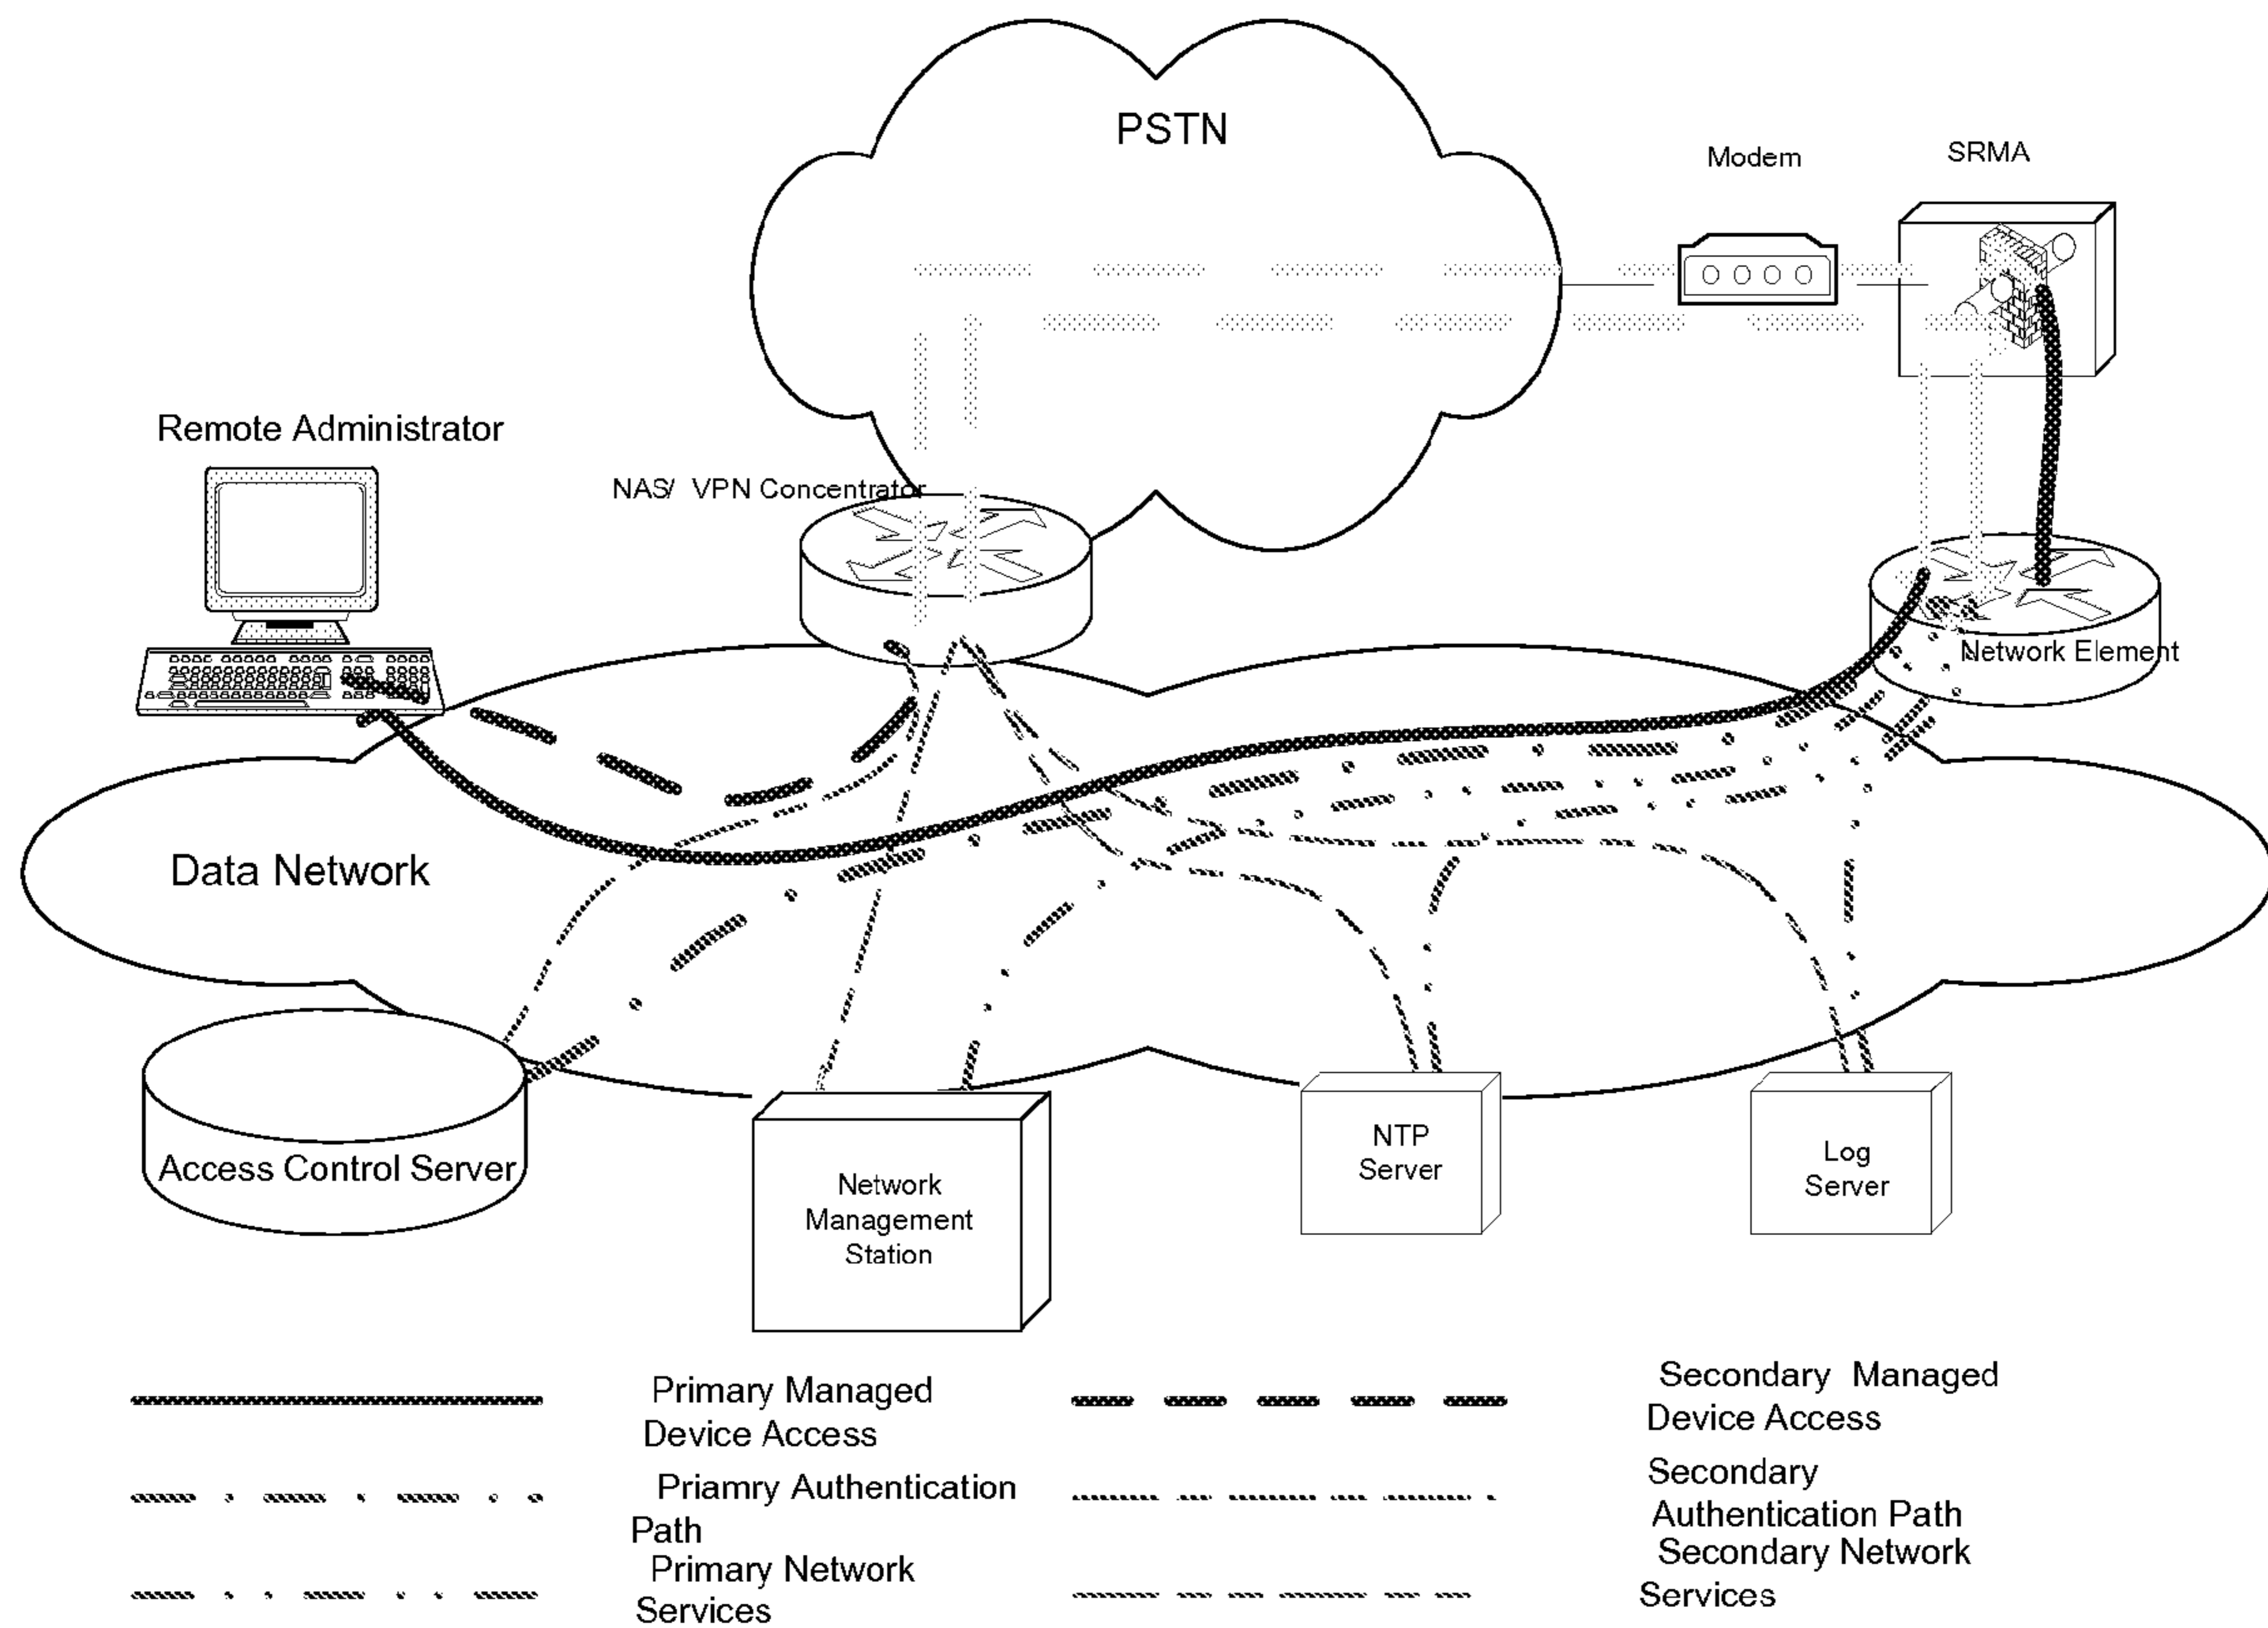 PSTN
Modem
SRMA
Remote Administrator
NAS/ VPN Concentrator
Network Element
Data Network
Access Control Server
Network
Management
Station
NTP
Server
Log
Server
Primary Managed
Device Access
Secondary Managed
Device Access
Priamry Authentication
Path
Secondary
Authentication Path
Primary Network
Services
Secondary Network
Services